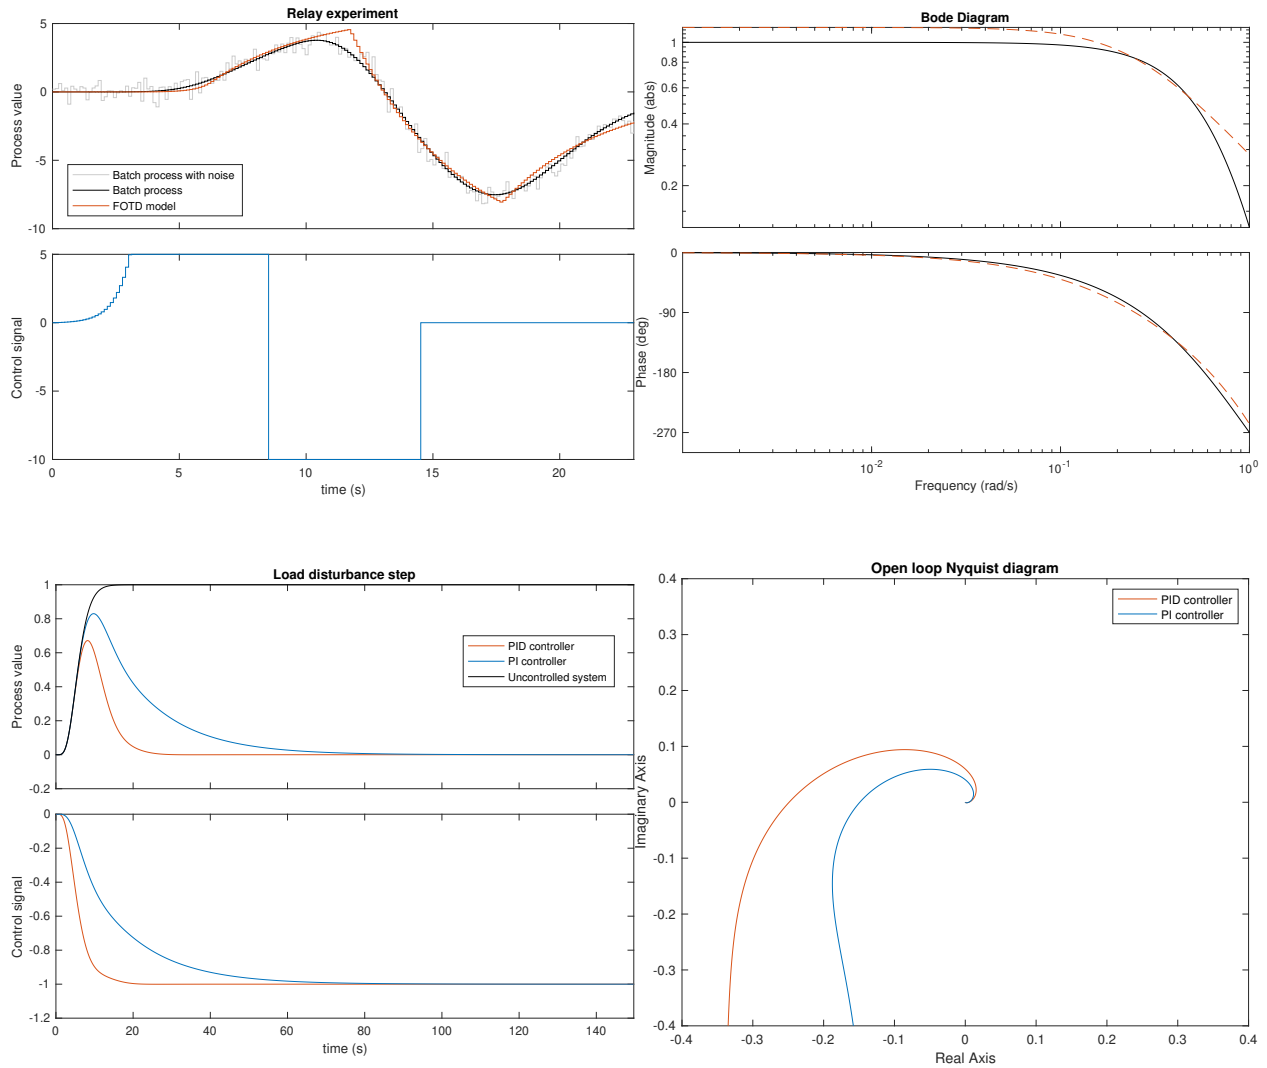 Relay experiment
Process value
5
0
-5
-10
Batch process with noise
Batch process
FOTD model
Control signal
5
0
-5
-10
0 5 10 15 20
time (s)
Bode Diagram
Magnitude (abs)
1
0.8
0.6
0.4
0.2
Phase (deg)
0
-90
-180
-270
10-2 10-1 100
Frequency (rad/s)
Load disturbance step
Process value
1
0.8
0.6
0.4
0.2
0
-0.2
PID controller
PI controller
Uncontrolled system
Control signal
0
-0.2
-0.4
-0.6
-0.8
-1
-1.2
0 20 40 60 80 100 120 140
time (s)
Open loop Nyquist diagram
Imaginary Axis
0.4
0.3
0.2
0.1
0
-0.1
-0.2
-0.3
-0.4
PID controller
PI controller
-0.4 -0.3 -0.2 -0.1 0 0.1 0.2 0.3 0.4
Real Axis